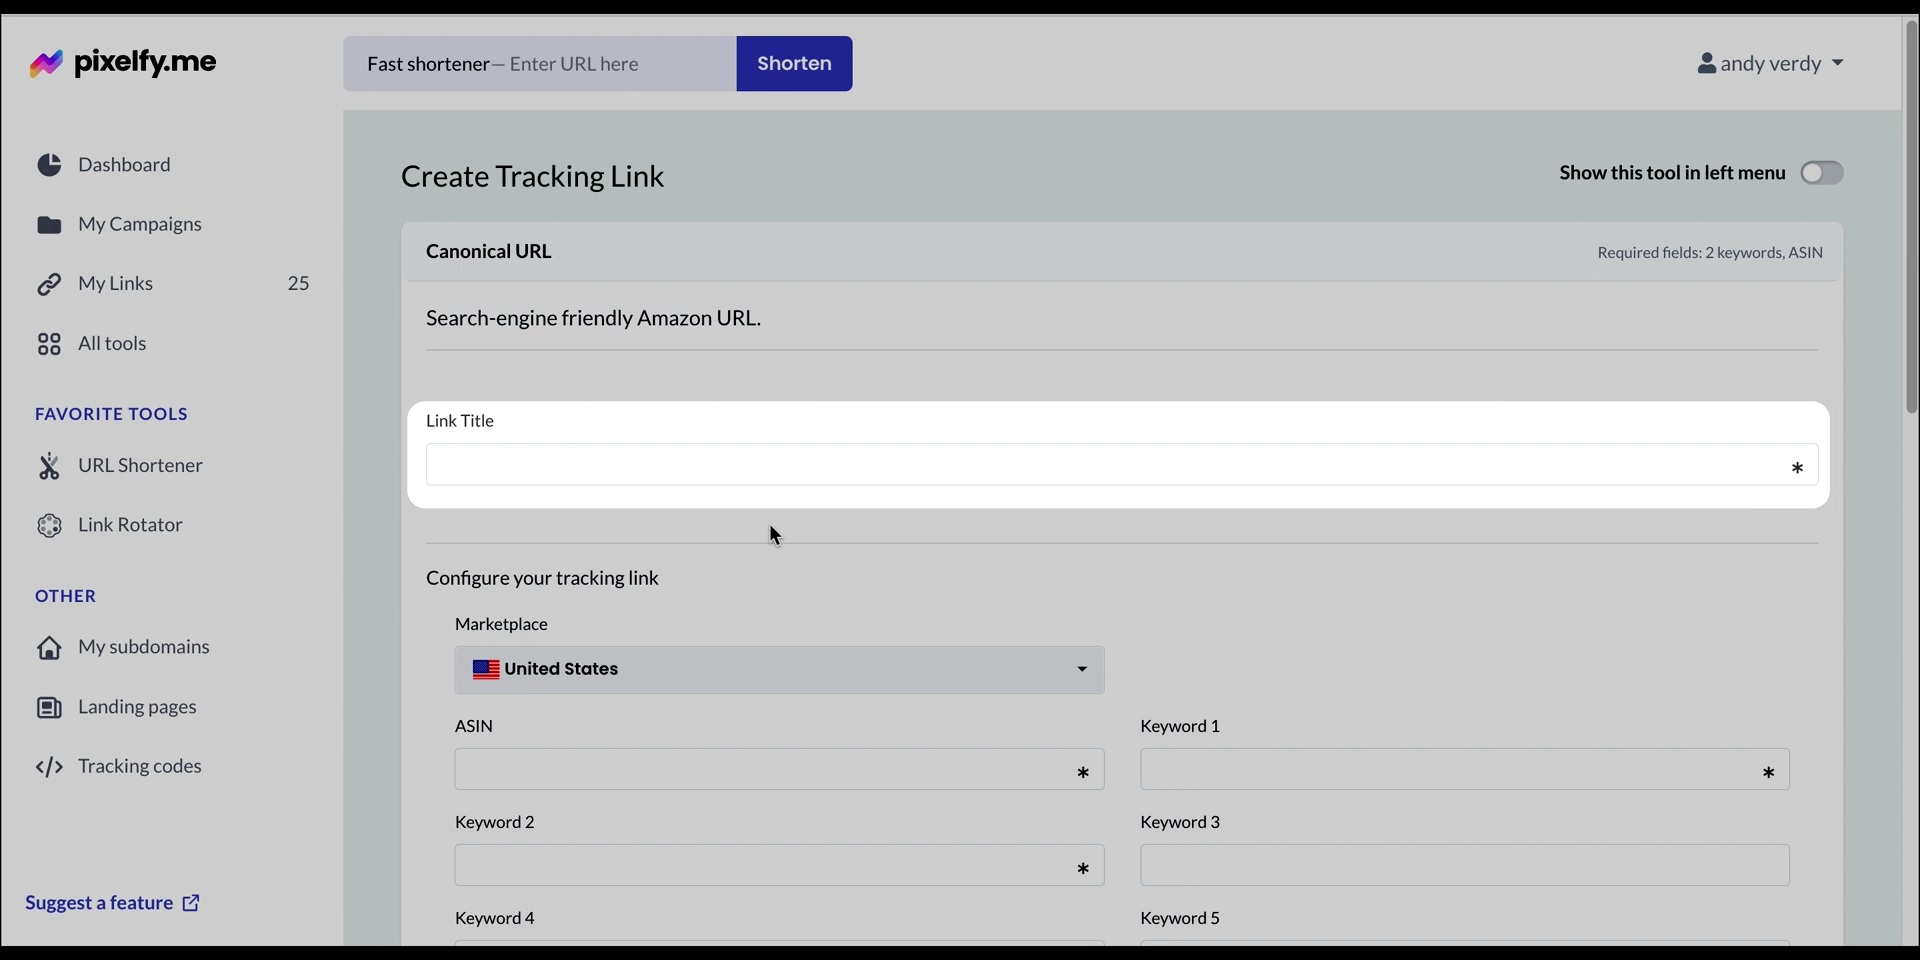 pixelfy.me
Fast shortener— Enter URL here
Shorten
andy verdy
Dashboard
My Campaigns
My Links 25
All tools
FAVORITE TOOLS
URL Shortener
Link Rotator
OTHER
My subdomains
Landing pages
Tracking codes
Suggest a feature
Create Tracking Link
Show this tool in left menu
Canonical URL
Required fields: 2 keywords, ASIN
Search-engine friendly Amazon URL.
Link Title
*
Configure your tracking link
Marketplace
United States
ASIN
*
Keyword 1
*
Keyword 2
*
Keyword 3
Keyword 4
Keyword 5